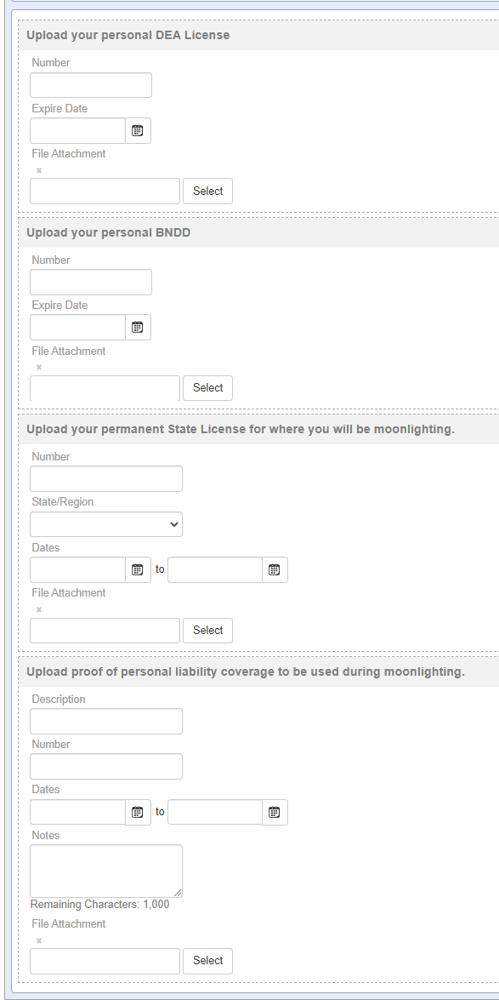 Upload your personal DEA License
Number
Expire Date
File Attachment
x
Select
Upload your personal BNDD
Number
Expire Date
File Attachment
x
Select
Upload your permanent State License for where you will be moonlighting.
Number
State/Region
Dates
to
File Attachment
x
Select
Upload proof of personal liability coverage to be used during moonlighting.
Description
Number
Dates
to
Notes
Remaining Characters: 1,000
File Attachment
x
Select